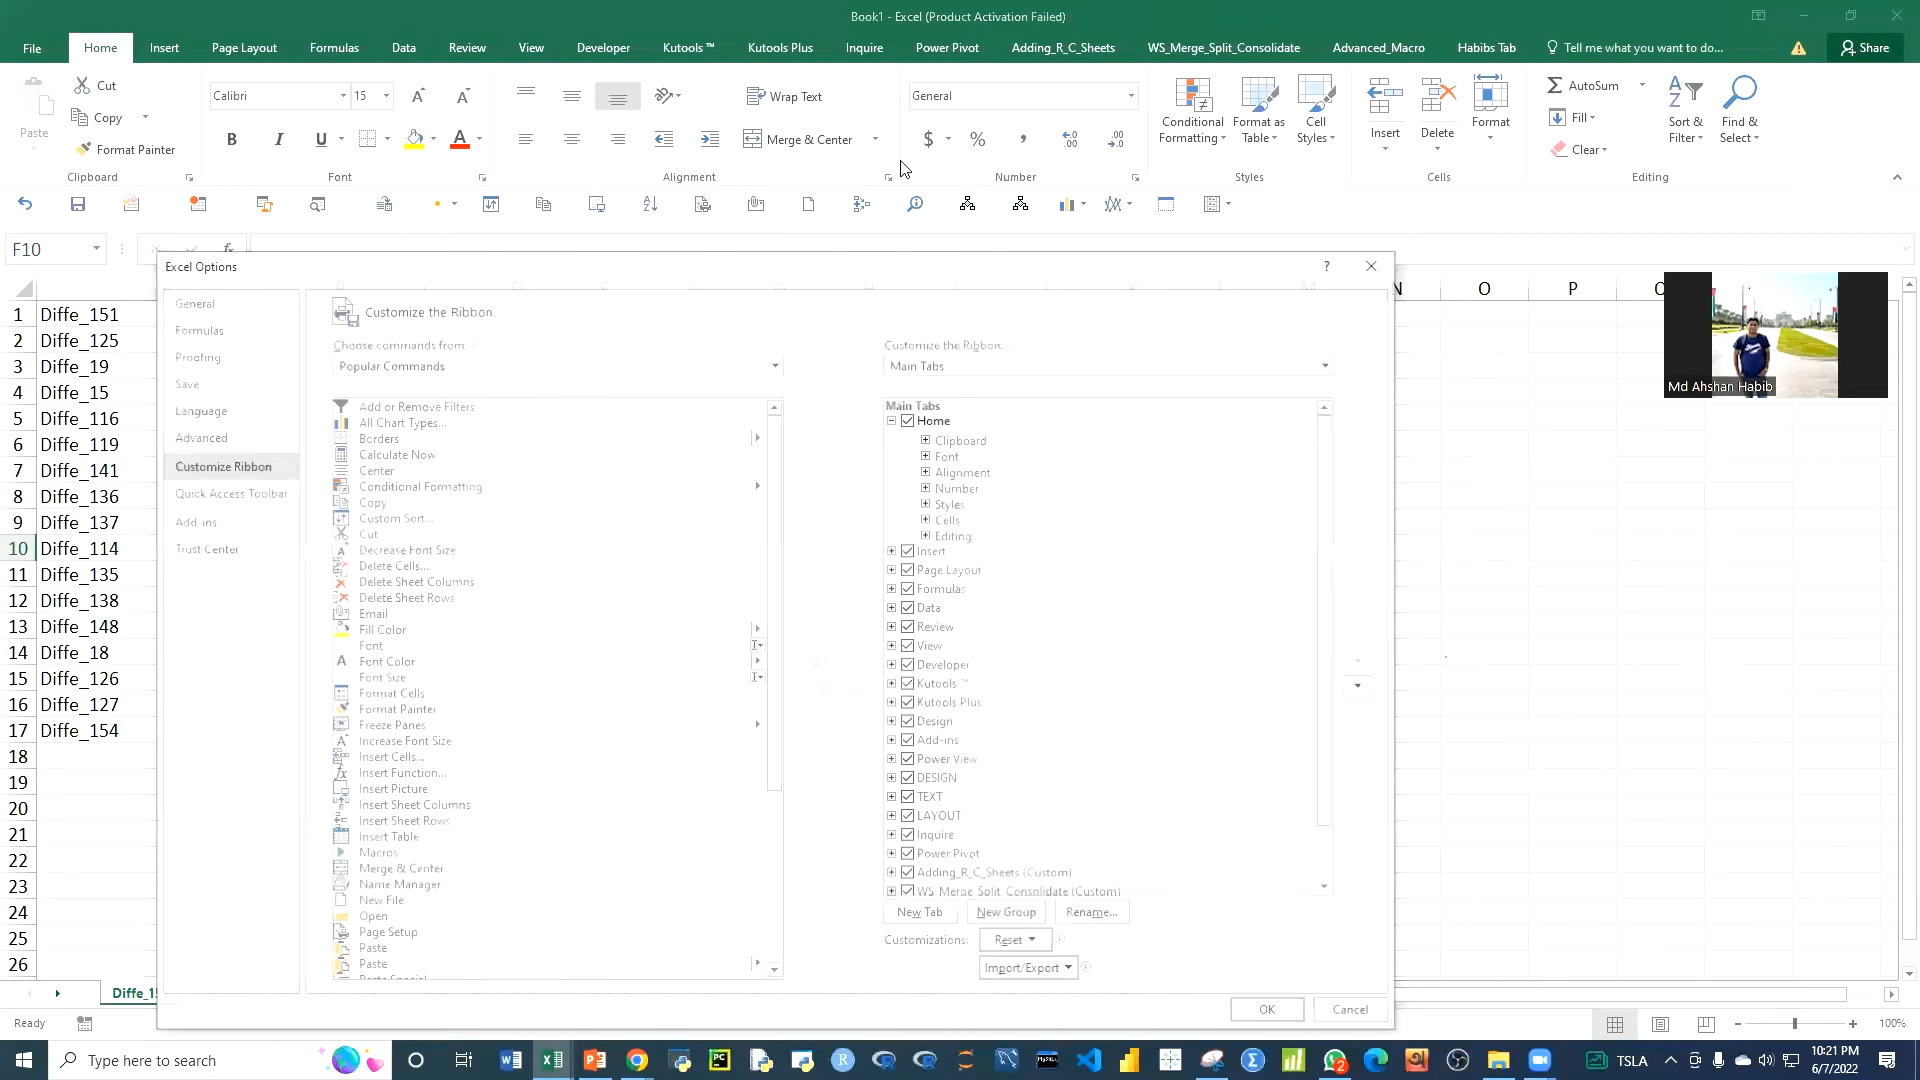 Book1 - Excel (Product Activation Failed)
File Home Insert Page Layout Formulas Data Review View Developer Kutools ™ Kutools Plus Inquire Power Pivot Adding_R_C_Sheets WS_Merge_Split_Consolidate Advanced_Macro Habibs Tab Tell me what you want to do... Share
Paste
Cut
Copy
Format Painter
Clipboard
Calibri 15
B I U A
Font
Wrap Text
Merge & Center
Alignment
General
$ % ,
Number
Conditional Formatting
Format as Table
Cell Styles
Styles
Insert
Delete
Format
Cells
AutoSum
Fill
Clear
Sort & Filter
Find & Select
Editing
F10
fx
Excel Options
?
General
Formulas
Proofing
Save
Language
Advanced
Customize Ribbon
Quick Access Toolbar
Add-ins
Trust Center
Customize the Ribbon.
Choose commands from:
Popular Commands
Add or Remove Filters
All Chart Types...
Borders
Calculate Now
Center
Conditional Formatting
Copy
Custom Sort...
Cut
Decrease Font Size
Delete Cells...
Delete Sheet Columns
Delete Sheet Rows
Email
Fill Color
Font
Font Color
Font Size
Format Cells
Format Painter
Freeze Panes
Increase Font Size
Insert Cells...
Insert Function...
Insert Picture
Insert Sheet Columns
Insert Sheet Rows
Insert Table
Macros
Merge & Center
Name Manager
New File
Open
Page Setup
Paste
Paste
Customize the Ribbon:
Main Tabs
Main Tabs
Home
Clipboard
Font
Alignment
Number
Styles
Cells
Editing
Insert
Page Layout
Formulas
Data
Review
View
Developer
Kutools ™
Kutools Plus
Design
Add-ins
Power View
DESIGN
TEXT
LAYOUT
Inquire
Power Pivot
Adding_R_C_Sheets (Custom)
WS_Merge_Split_Consolidate (Custom)
New Tab New Group Rename...
Customizations: Reset
Import/Export
OK Cancel
N O P
1 Diffe_151
2 Diffe_125
3 Diffe_19
4 Diffe_15
5 Diffe_116
6 Diffe_119
7 Diffe_141
8 Diffe_136
9 Diffe_137
10 Diffe_114
11 Diffe_135
12 Diffe_138
13 Diffe_148
14 Diffe_18
15 Diffe_126
16 Diffe_127
17 Diffe_154
18
19
20
21
22
23
24
25
26
Md Ahshan Habib
Diffe_15
Ready
100%
Type here to search
TSLA
10:21 PM
6/7/2022